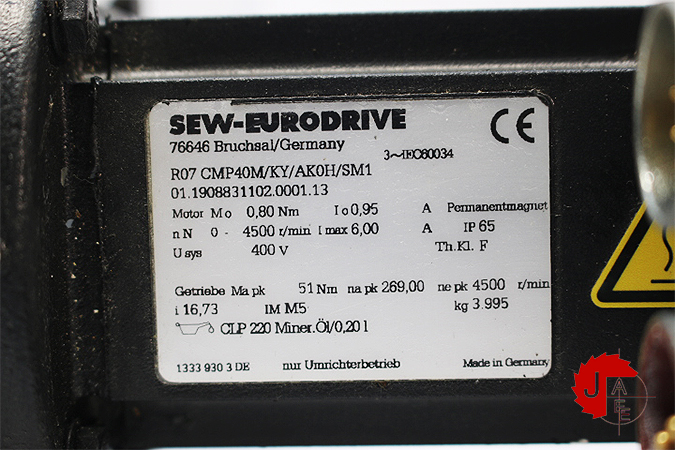 SEW-EURODRIVE
CE
76646 Bruchsal/Germany
3~IEC60034
R07 CMP40M/KY/AK0H/SM1
01.1908831102.0001.13
Motor Mo 0,80 Nm Io 0,95 A Permanentmagnet
nN 0- 4500 r/min Imax 6,00 A IP 65
Usys 400 V Th.Kl. F
Getriebe Mapk 51 Nm na pk 269,00 ne pk 4500 r/min
i 16,73 IM M5 kg 3.995
CLP 220 Miner.Öl/0,20 l
1333 930 3 DE nur Umrichterbetrieb Made in Germany
JAEE